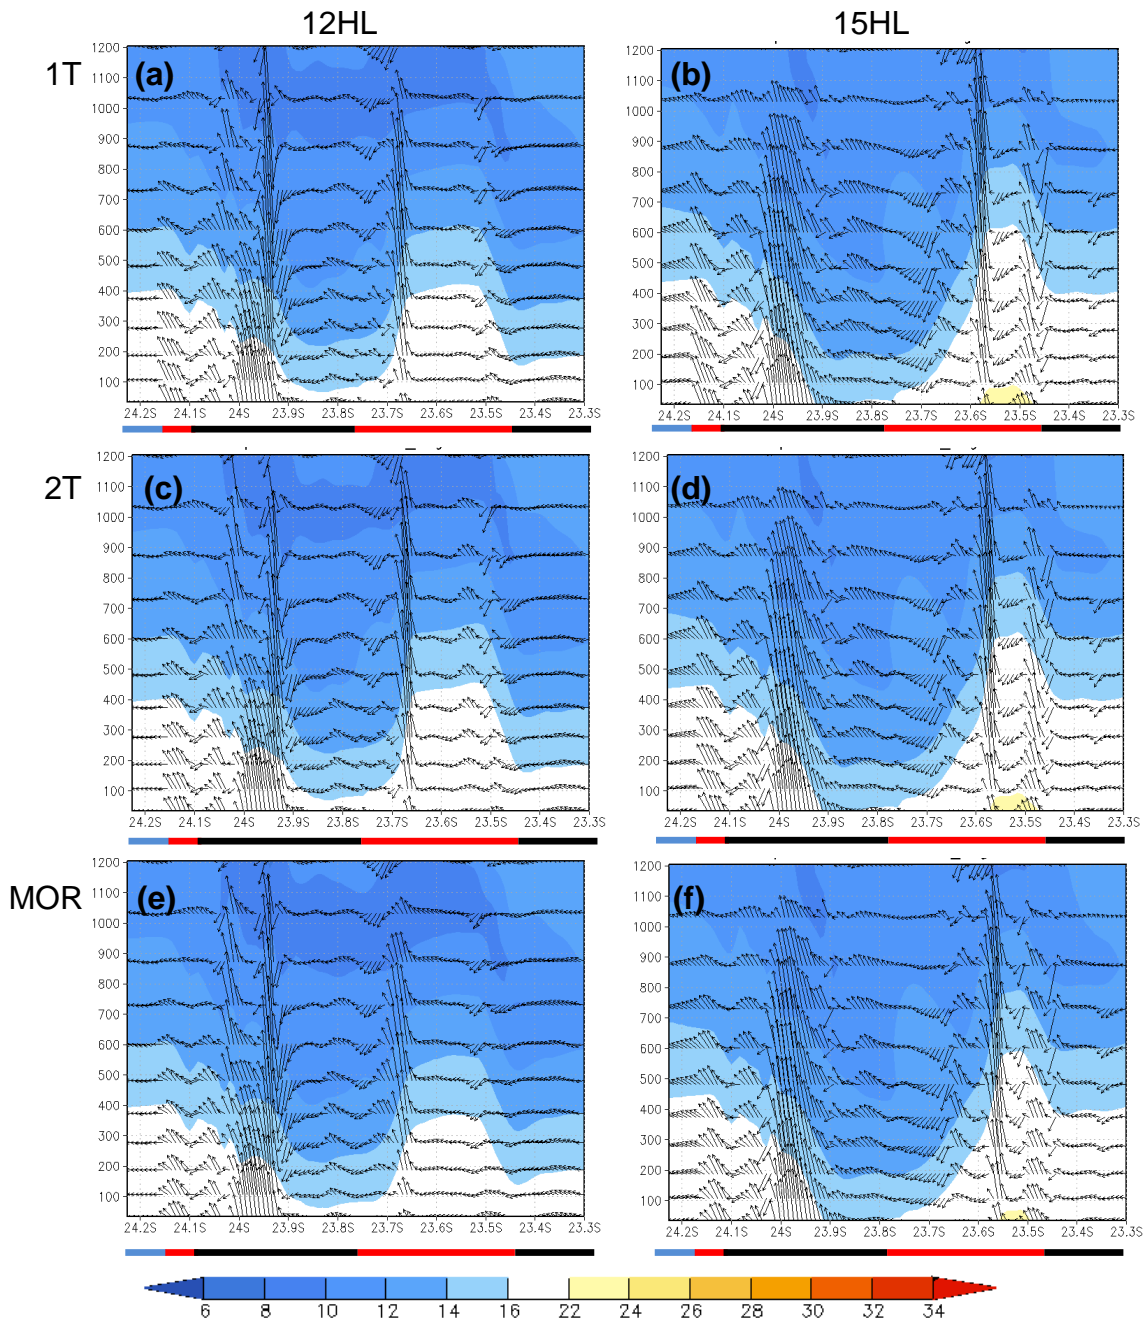 12HL 15HL
1T (a) (b)
1200 1100 1000 900 800 700 600 500 400 300 200 100
24.2S 24.1S 24S 23.9S 23.8S 23.7S 23.6S 23.5S 23.4S 23.3S
1200 1100 1000 900 800 700 600 500 400 300 200 100
24.2S 24.1S 24S 23.9S 23.8S 23.7S 23.6S 23.5S 23.4S 23.3S
2T (c) (d)
1200 1100 1000 900 800 700 600 500 400 300 200 100
24.2S 24.1S 24S 23.9S 23.8S 23.7S 23.6S 23.5S 23.4S 23.3S
1200 1100 1000 900 800 700 600 500 400 300 200 100
24.2S 24.1S 24S 23.9S 23.8S 23.7S 23.6S 23.5S 23.4S 23.3S
MOR (e) (f)
1200 1100 1000 900 800 700 600 500 400 300 200 100
24.2S 24.1S 24S 23.9S 23.8S 23.7S 23.6S 23.5S 23.4S 23.3S
1200 1100 1000 900 800 700 600 500 400 300 200 100
24.2S 24.1S 24S 23.9S 23.8S 23.7S 23.6S 23.5S 23.4S 23.3S
6 8 10 12 14 16 22 24 26 28 30 32 34